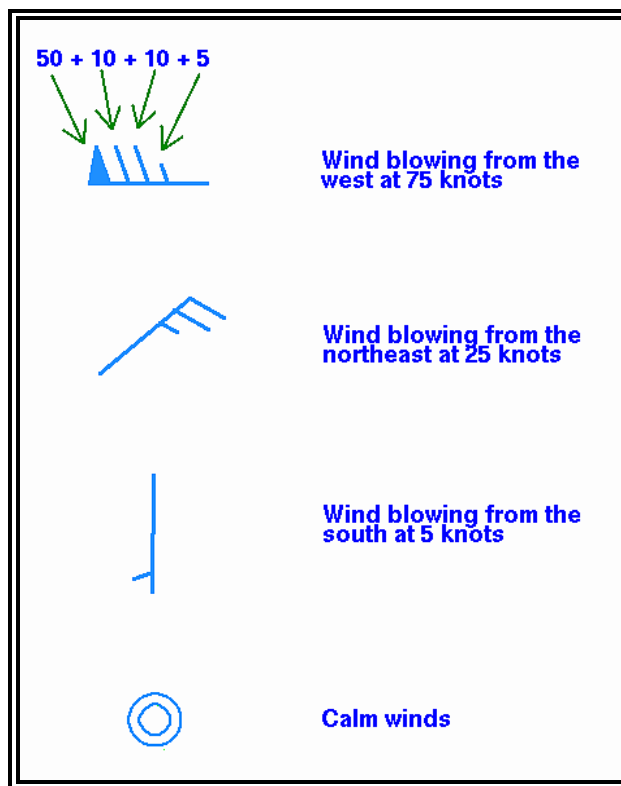 50 + 10 + 10 + 5
Wind blowing from the
west at 75 knots
Wind blowing from the
northeast at 25 knots
Wind blowing from the
south at 5 knots
Calm winds